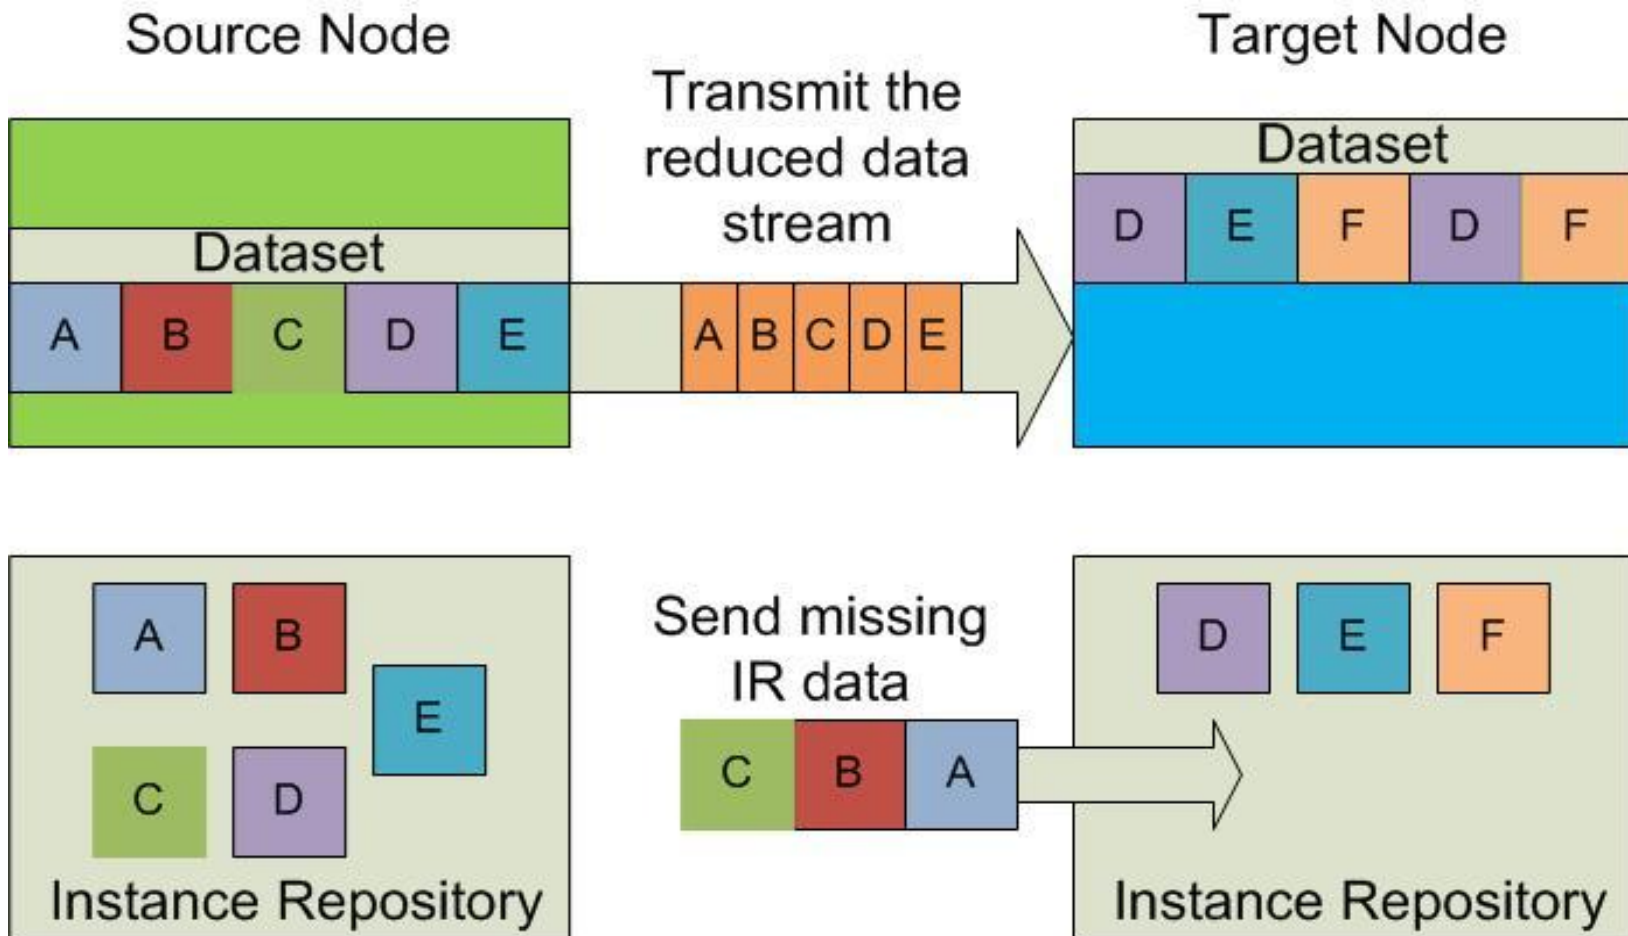 Source Node
Target Node
Transmit the
reduced data
stream
Dataset
A B C D E
A B C D E
Dataset
D E F D F
A B
E
C D
Instance Repository
Send missing
IR data
C B A
D E F
Instance Repository